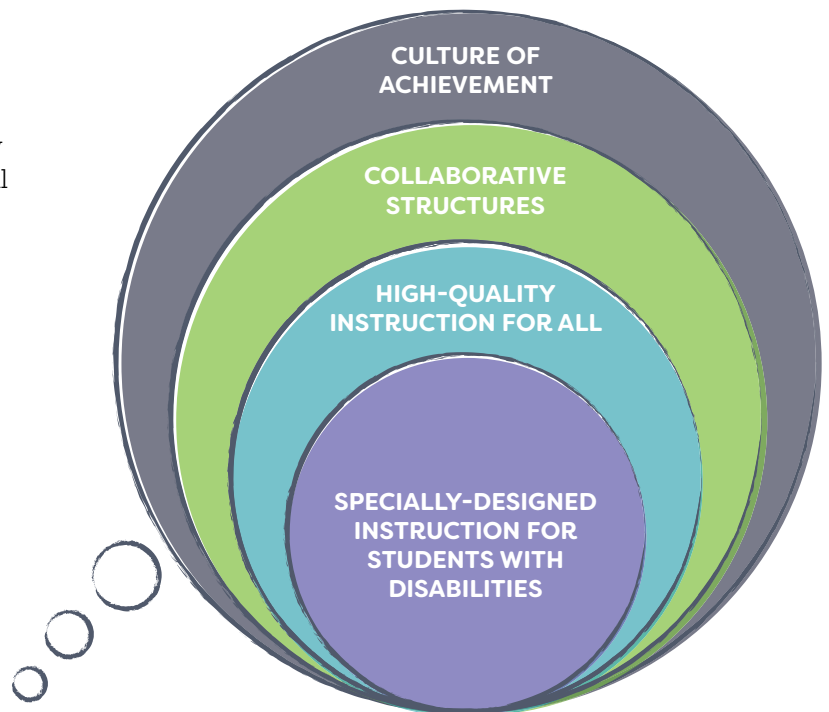 CULTURE OF
ACHIEVEMENT
COLLABORATIVE
STRUCTURES
HIGH-QUALITY
INSTRUCTION FOR ALL
SPECIALLY-DESIGNED
INSTRUCTION FOR
STUDENTS WITH
DISABILITIES